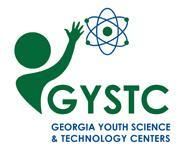 GYSTC
GEORGIA YOUTH SCIENCE
& TECHNOLOGY CENTERS